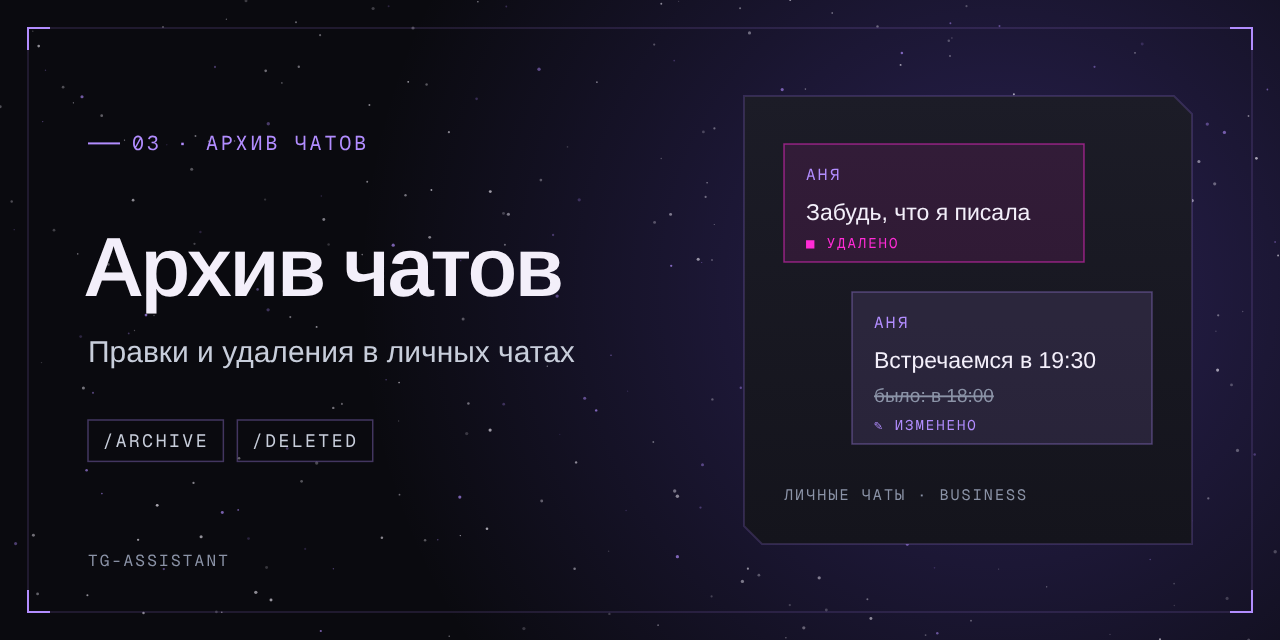 03 · АРХИВ ЧАТОВ
Архив чатов
Правки и удаления в личных чатах
/ARCHIVE /DELETED
TG-ASSISTANT
АНЯ
Забудь, что я писала
■ УДАЛЕНО
АНЯ
Встречаемся в 19:30
было: в 18:00
✎ ИЗМЕНЕНО
ЛИЧНЫЕ ЧАТЫ · BUSINESS